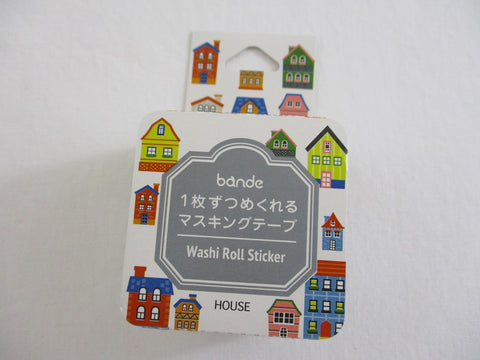 bande
1枚ずつめくれる
マスキングテープ
Washi Roll Sticker
HOUSE